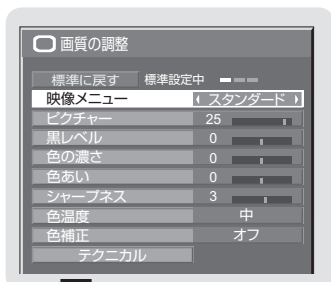 画質の調整
標準に戻す 標準設定中
映像メニュー スタンダード
ピクチャー 25
黒レベル 0
色の濃さ 0
色あい 0
シャープネス 3
色温度 中
色補正 オフ
テクニカル